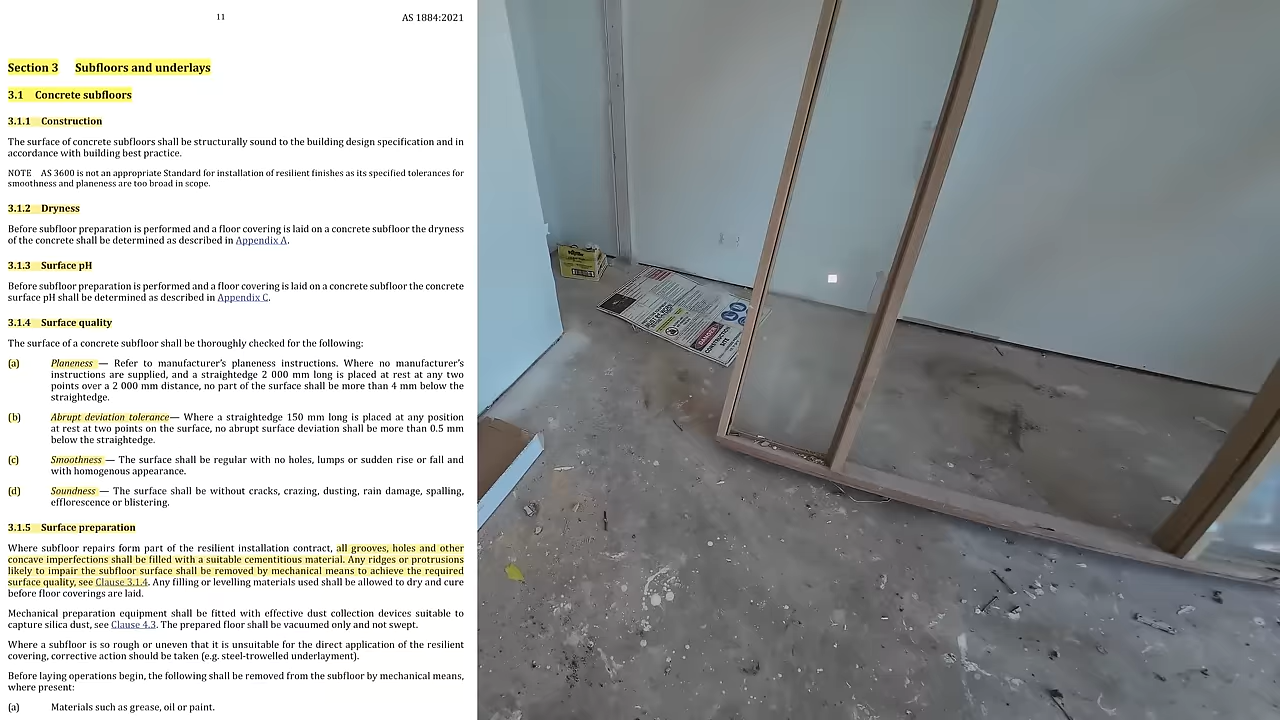 11
AS 1884:2021
Section 3 Subfloors and underlays
3.1 Concrete subfloors
3.1.1 Construction
The surface of concrete subfloors shall be structurally sound to the building design specification and in
accordance with building best practice.
NOTE AS 3600 is not an appropriate Standard for installation of resilient finishes as its specified tolerances for
smoothness and planeness are too broad in scope.
3.1.2 Dryness
Before subfloor preparation is performed and a floor covering is laid on a concrete subfloor the dryness
of the concrete shall be determined as described in Appendix A.
3.1.3 Surface pH
Before subfloor preparation is performed and a floor covering is laid on a concrete subfloor the concrete
surface pH shall be determined as described in Appendix C.
3.1.4 Surface quality
The surface of a concrete subfloor shall be thoroughly checked for the following:
(a) Planeness — Refer to manufacturer's planeness instructions. Where no manufacturer's
instructions are supplied, and a straightedge 2 000 mm long is placed at rest at any two
points over a 2 000 mm distance, no part of the surface shall be more than 4 mm below the
straightedge.
(b) Abrupt deviation tolerance— Where a straightedge 150 mm long is placed at any position
at rest at two points on the surface, no abrupt surface deviation shall be more than 0.5 mm
below the straightedge.
(c) Smoothness — The surface shall be regular with no holes, lumps or sudden rise or fall and
with homogenous appearance.
(d) Soundness — The surface shall be without cracks, crazing, dusting, rain damage, spalling,
efflorescence or blistering.
3.1.5 Surface preparation
Where subfloor repairs form part of the resilient installation contract, all grooves, holes and other
concave imperfections shall be filled with a suitable cementitious material. Any ridges or protrusions
likely to impair the subfloor surface shall be removed by mechanical means to achieve the required
surface quality, see Clause 3.1.4. Any filling or levelling materials used shall be allowed to dry and cure
before floor coverings are laid.
Mechanical preparation equipment shall be fitted with effective dust collection devices suitable to
capture silica dust, see Clause 4.3. The prepared floor shall be vacuumed only and not swept.
Where a subfloor is so rough or uneven that it is unsuitable for the direct application of the resilient
covering, corrective action should be taken (e.g. steel-trowelled underlayment).
Before laying operations begin, the following shall be removed from the subfloor by mechanical means,
where present:
(a) Materials such as grease, oil or paint.
DANGER
CONSTRUCTION
SITE